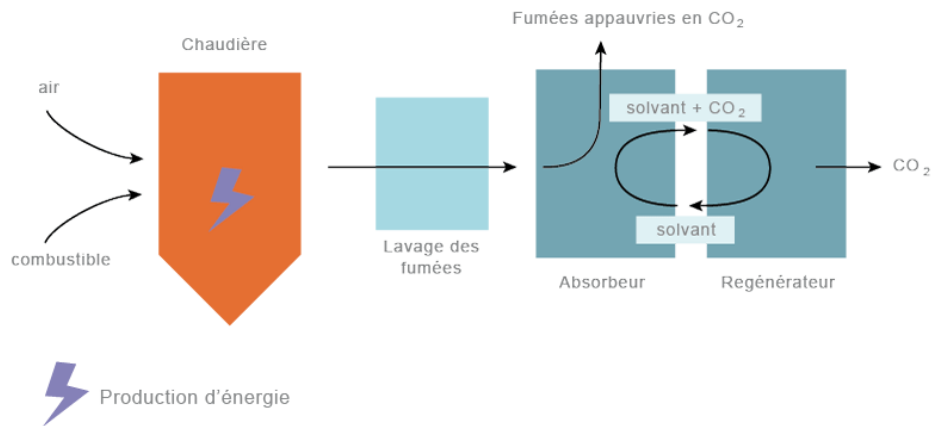 Fumées appauvries en CO₂
Chaudière
air
solvant + CO₂
CO₂
combustible
solvant
Lavage des
fumées
Absorbeur
Regénérateur
Production d’énergie